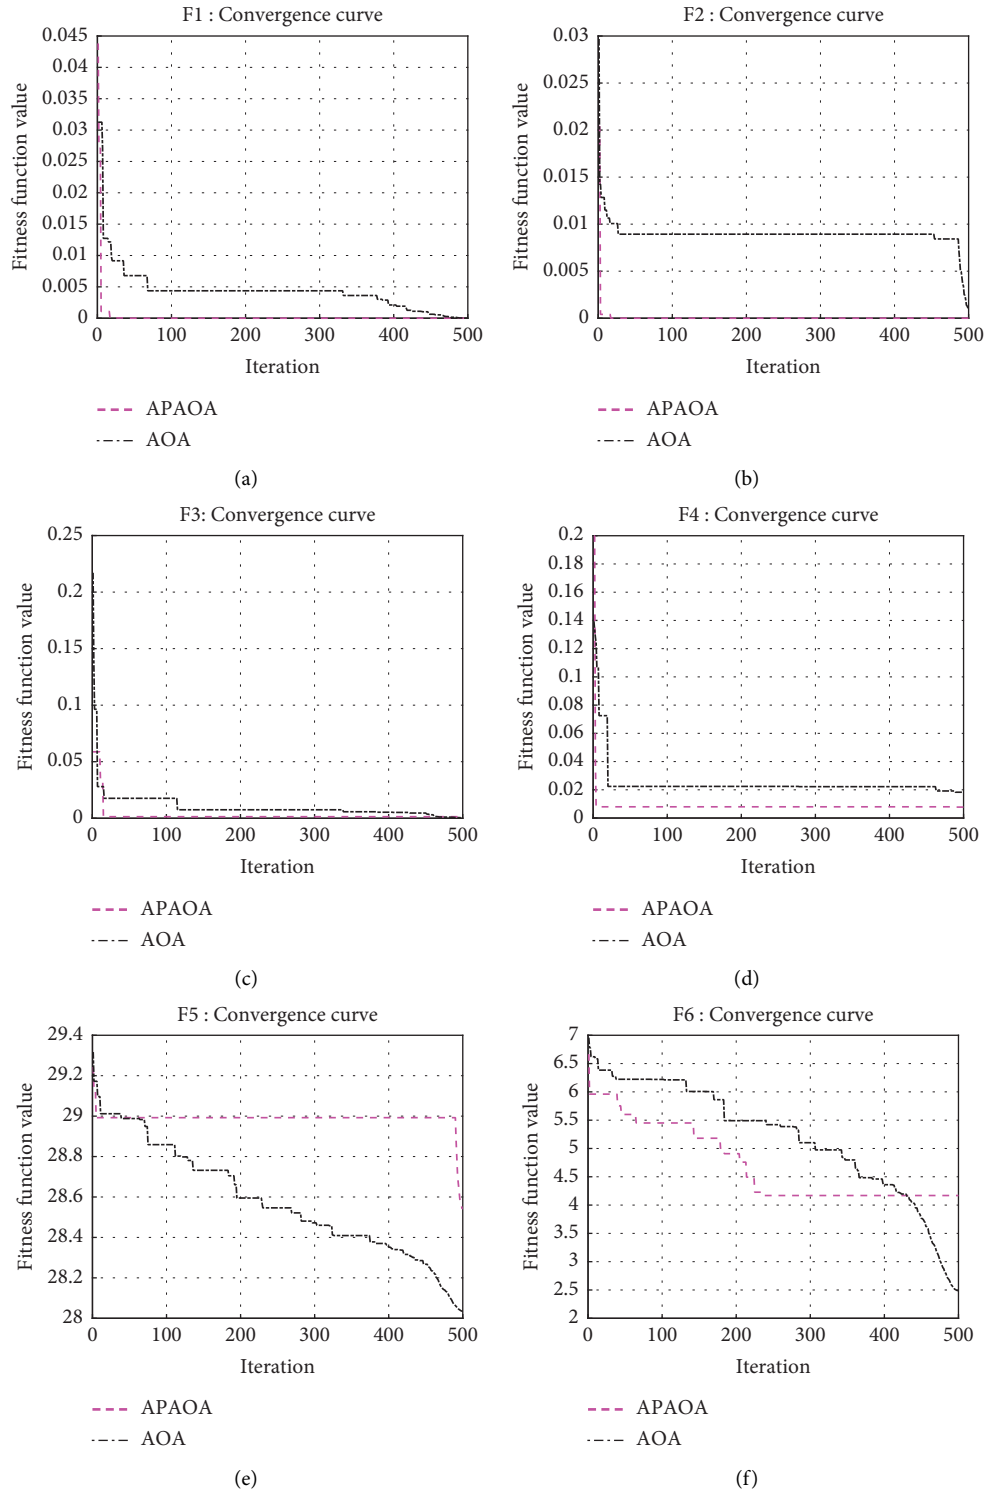 F1 : Convergence curve
0.045
0.04
0.035
0.03
0.025
0.02
0.015
0.01
0.005
0
Fitness function value
0 100 200 300 400 500
Iteration
APAOA
AOA
(a)
F2 : Convergence curve
0.03
0.025
0.02
0.015
0.01
0.005
0
Fitness function value
0 100 200 300 400 500
Iteration
APAOA
AOA
(b)
F3: Convergence curve
0.25
0.2
0.15
0.1
0.05
0
Fitness function value
0 100 200 300 400 500
Iteration
APAOA
AOA
(c)
F4 : Convergence curve
0.2
0.18
0.16
0.14
0.12
0.1
0.08
0.06
0.04
0.02
0
Fitness function value
0 100 200 300 400 500
Iteration
APAOA
AOA
(d)
F5 : Convergence curve
29.4
29.2
29
28.8
28.6
28.4
28.2
28
Fitness function value
0 100 200 300 400 500
Iteration
APAOA
AOA
(e)
F6 : Convergence curve
7
6.5
6
5.5
5
4.5
4
3.5
3
2.5
2
Fitness function value
0 100 200 300 400 500
Iteration
APAOA
AOA
(f)